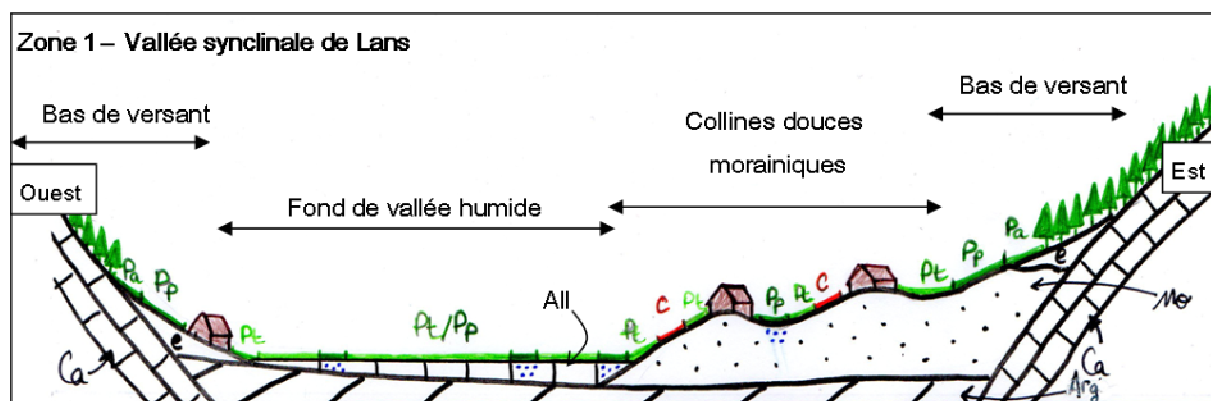 Zone 1 – Vallée synclinale de Lans
Bas de versant
Bas de versant
Collines douces
morainiques
Ouest
Est
Fond de vallée humide
Pa
Pp
Pt
Pt/Pp
All
Pt
C
Pt
Pp
Pt
C
Pt
Pp
Pa
e
e
Mo
Ca
Ca
Arg